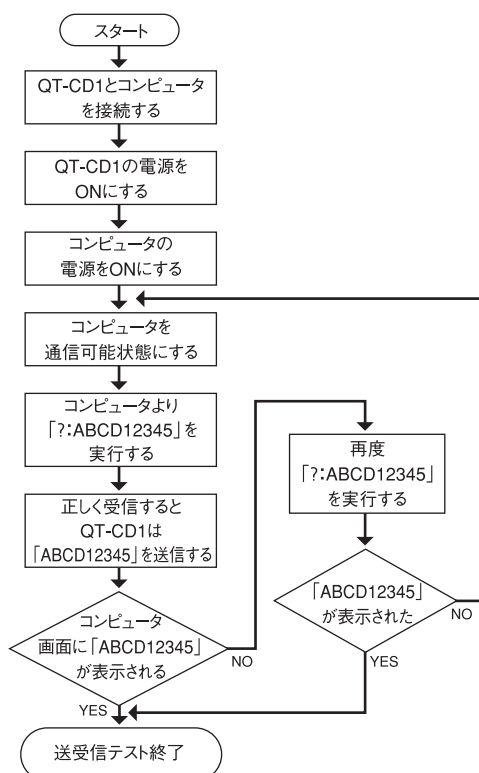 スタート
QT-CD1とコンピュータ
を接続する
QT-CD1の電源を
ONにする
コンピュータの
電源をONにする
コンピュータを
通信可能状態にする
コンピュータより
「?:ABCD12345」を
実行する
正しく受信すると
QT-CD1は
「ABCD12345」を送信する
コンピュータ
画面に「ABCD12345」
が表示される
NO
YES
再度
「?:ABCD12345」
を実行する
「ABCD12345」
が表示された
NO
YES
送受信テスト終了